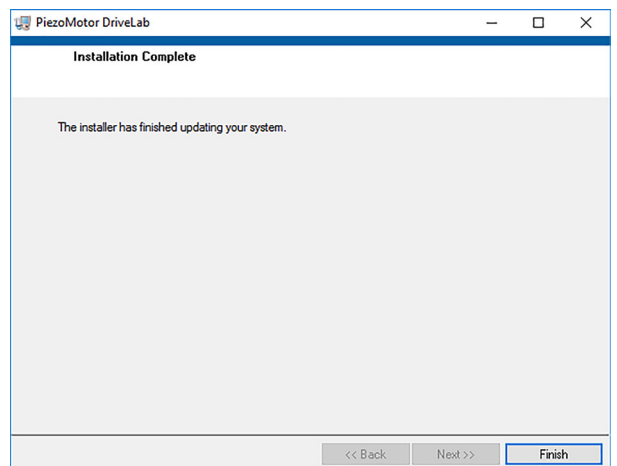 PiezoMotor DriveLab
Installation Complete
The installer has finished updating your system.
<< Back Next >> Finish